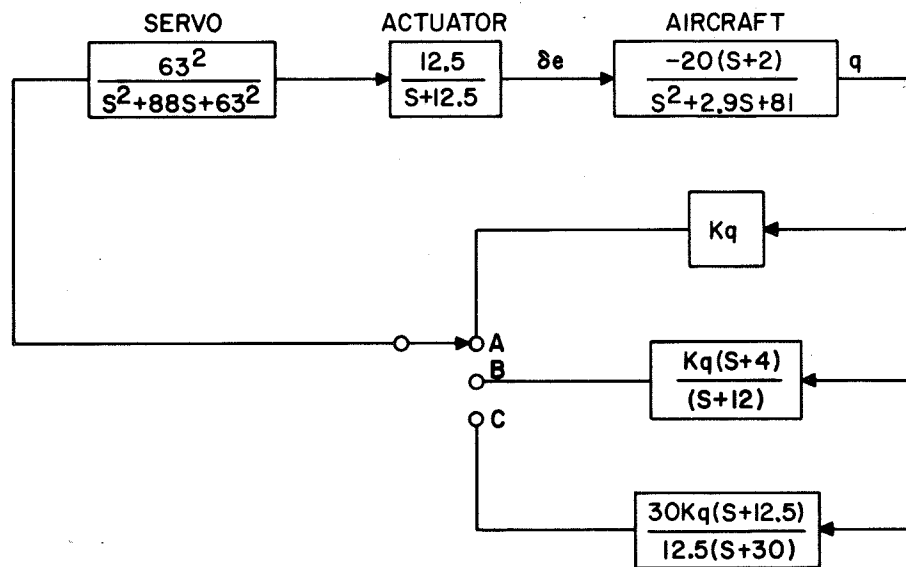 SERVO
ACTUATOR
AIRCRAFT
63²
S²+88S+63²
12.5
S+12.5
δe
-20(S+2)
S²+2.9S+81
q
Kq
A
B
Kq(S+4)
(S+12)
C
30Kq(S+12.5)
12.5(S+30)